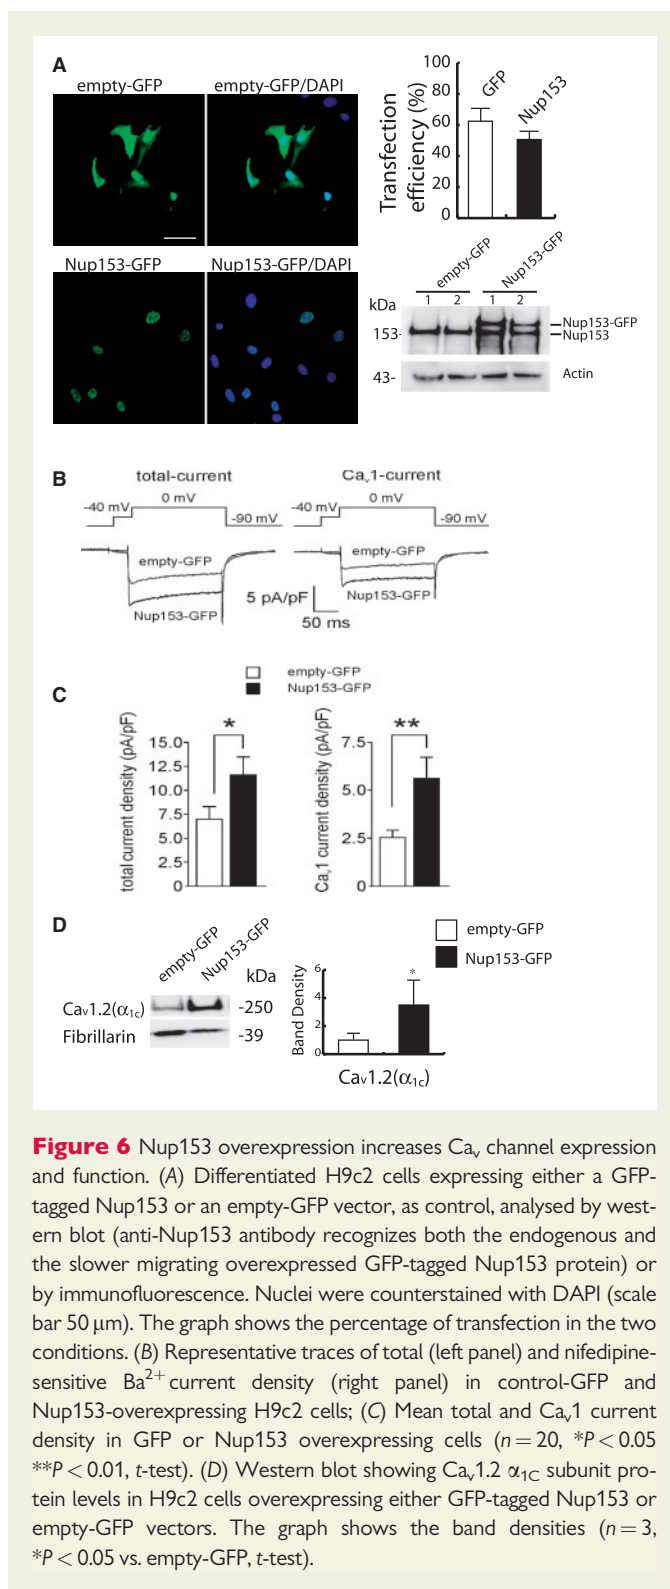 A
empty-GFP
empty-GFP/DAPI
Nup153-GFP
Nup153-GFP/DAPI
Transfection
efficiency (%)
100
80
60
40
20
0
GFP
Nup153
empty-GFP
Nup153-GFP
kDa
1 2 1 2
153-
Nup153-GFP
Nup153
43-
Actin
B
total-current
Caᵥ1-current
-40 mV
0 mV
-90 mV
-40 mV
0 mV
-90 mV
empty-GFP
Nup153-GFP
empty-GFP
Nup153-GFP
5 pA/pF
50 ms
C
empty-GFP
Nup153-GFP
total current density (pA/pF)
15.0
12.5
10.0
7.5
5.0
2.5
0
*
Caᵥ1 current density (pA/pF)
7.5
5.0
2.5
0
**
D
empty-GFP
Nup153-GFP
kDa
Cav1.2(α1c)
-250
Fibrillarin
-39
empty-GFP
Nup153-GFP
Band Density
6
4
2
0
*
Cav1.2(α1c)
Figure 6 Nup153 overexpression increases Caᵥ channel expression
and function. (A) Differentiated H9c2 cells expressing either a GFP-
tagged Nup153 or an empty-GFP vector, as control, analysed by west-
ern blot (anti-Nup153 antibody recognizes both the endogenous and
the slower migrating overexpressed GFP-tagged Nup153 protein) or
by immunofluorescence. Nuclei were counterstained with DAPI (scale
bar 50 μm). The graph shows the percentage of transfection in the two
conditions. (B) Representative traces of total (left panel) and nifedipine-
sensitive Ba²⁺ current density (right panel) in control-GFP and
Nup153-overexpressing H9c2 cells; (C) Mean total and Caᵥ1 current
density in GFP or Nup153 overexpressing cells (n = 20, *P < 0.05
**P < 0.01, t-test). (D) Western blot showing Caᵥ1.2 α1C subunit pro-
tein levels in H9c2 cells overexpressing either GFP-tagged Nup153 or
empty-GFP vectors. The graph shows the band densities (n = 3,
*P < 0.05 vs. empty-GFP, t-test).